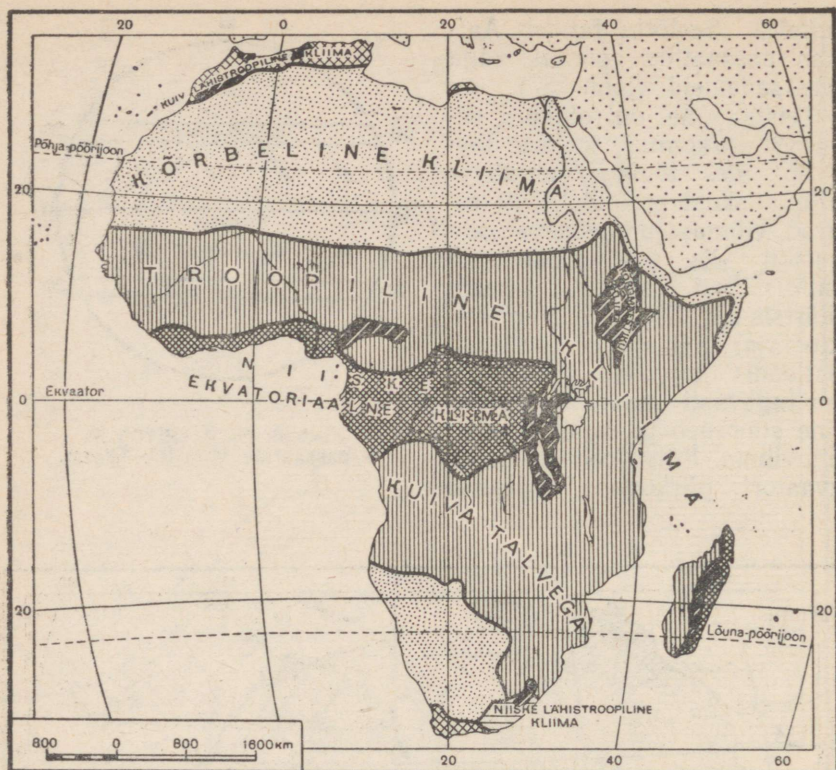 20 0 20 40 60
KUIV LÄHISTROOPILINE KLIIMA
Põhja-pöörijoon
KÕRBELINE KLIIMA
20 20
TROOPILINE KLIIMA
NIISKE
EKVATORIAALNE KLIIMA
Ekvaator
0 0
KUIVA TALVEGA
20 20
Lõuna-pöörijoon
NIISKE LÄHISTROOPILINE
KLIIMA
800 0 800 1600 KM
20 40 60